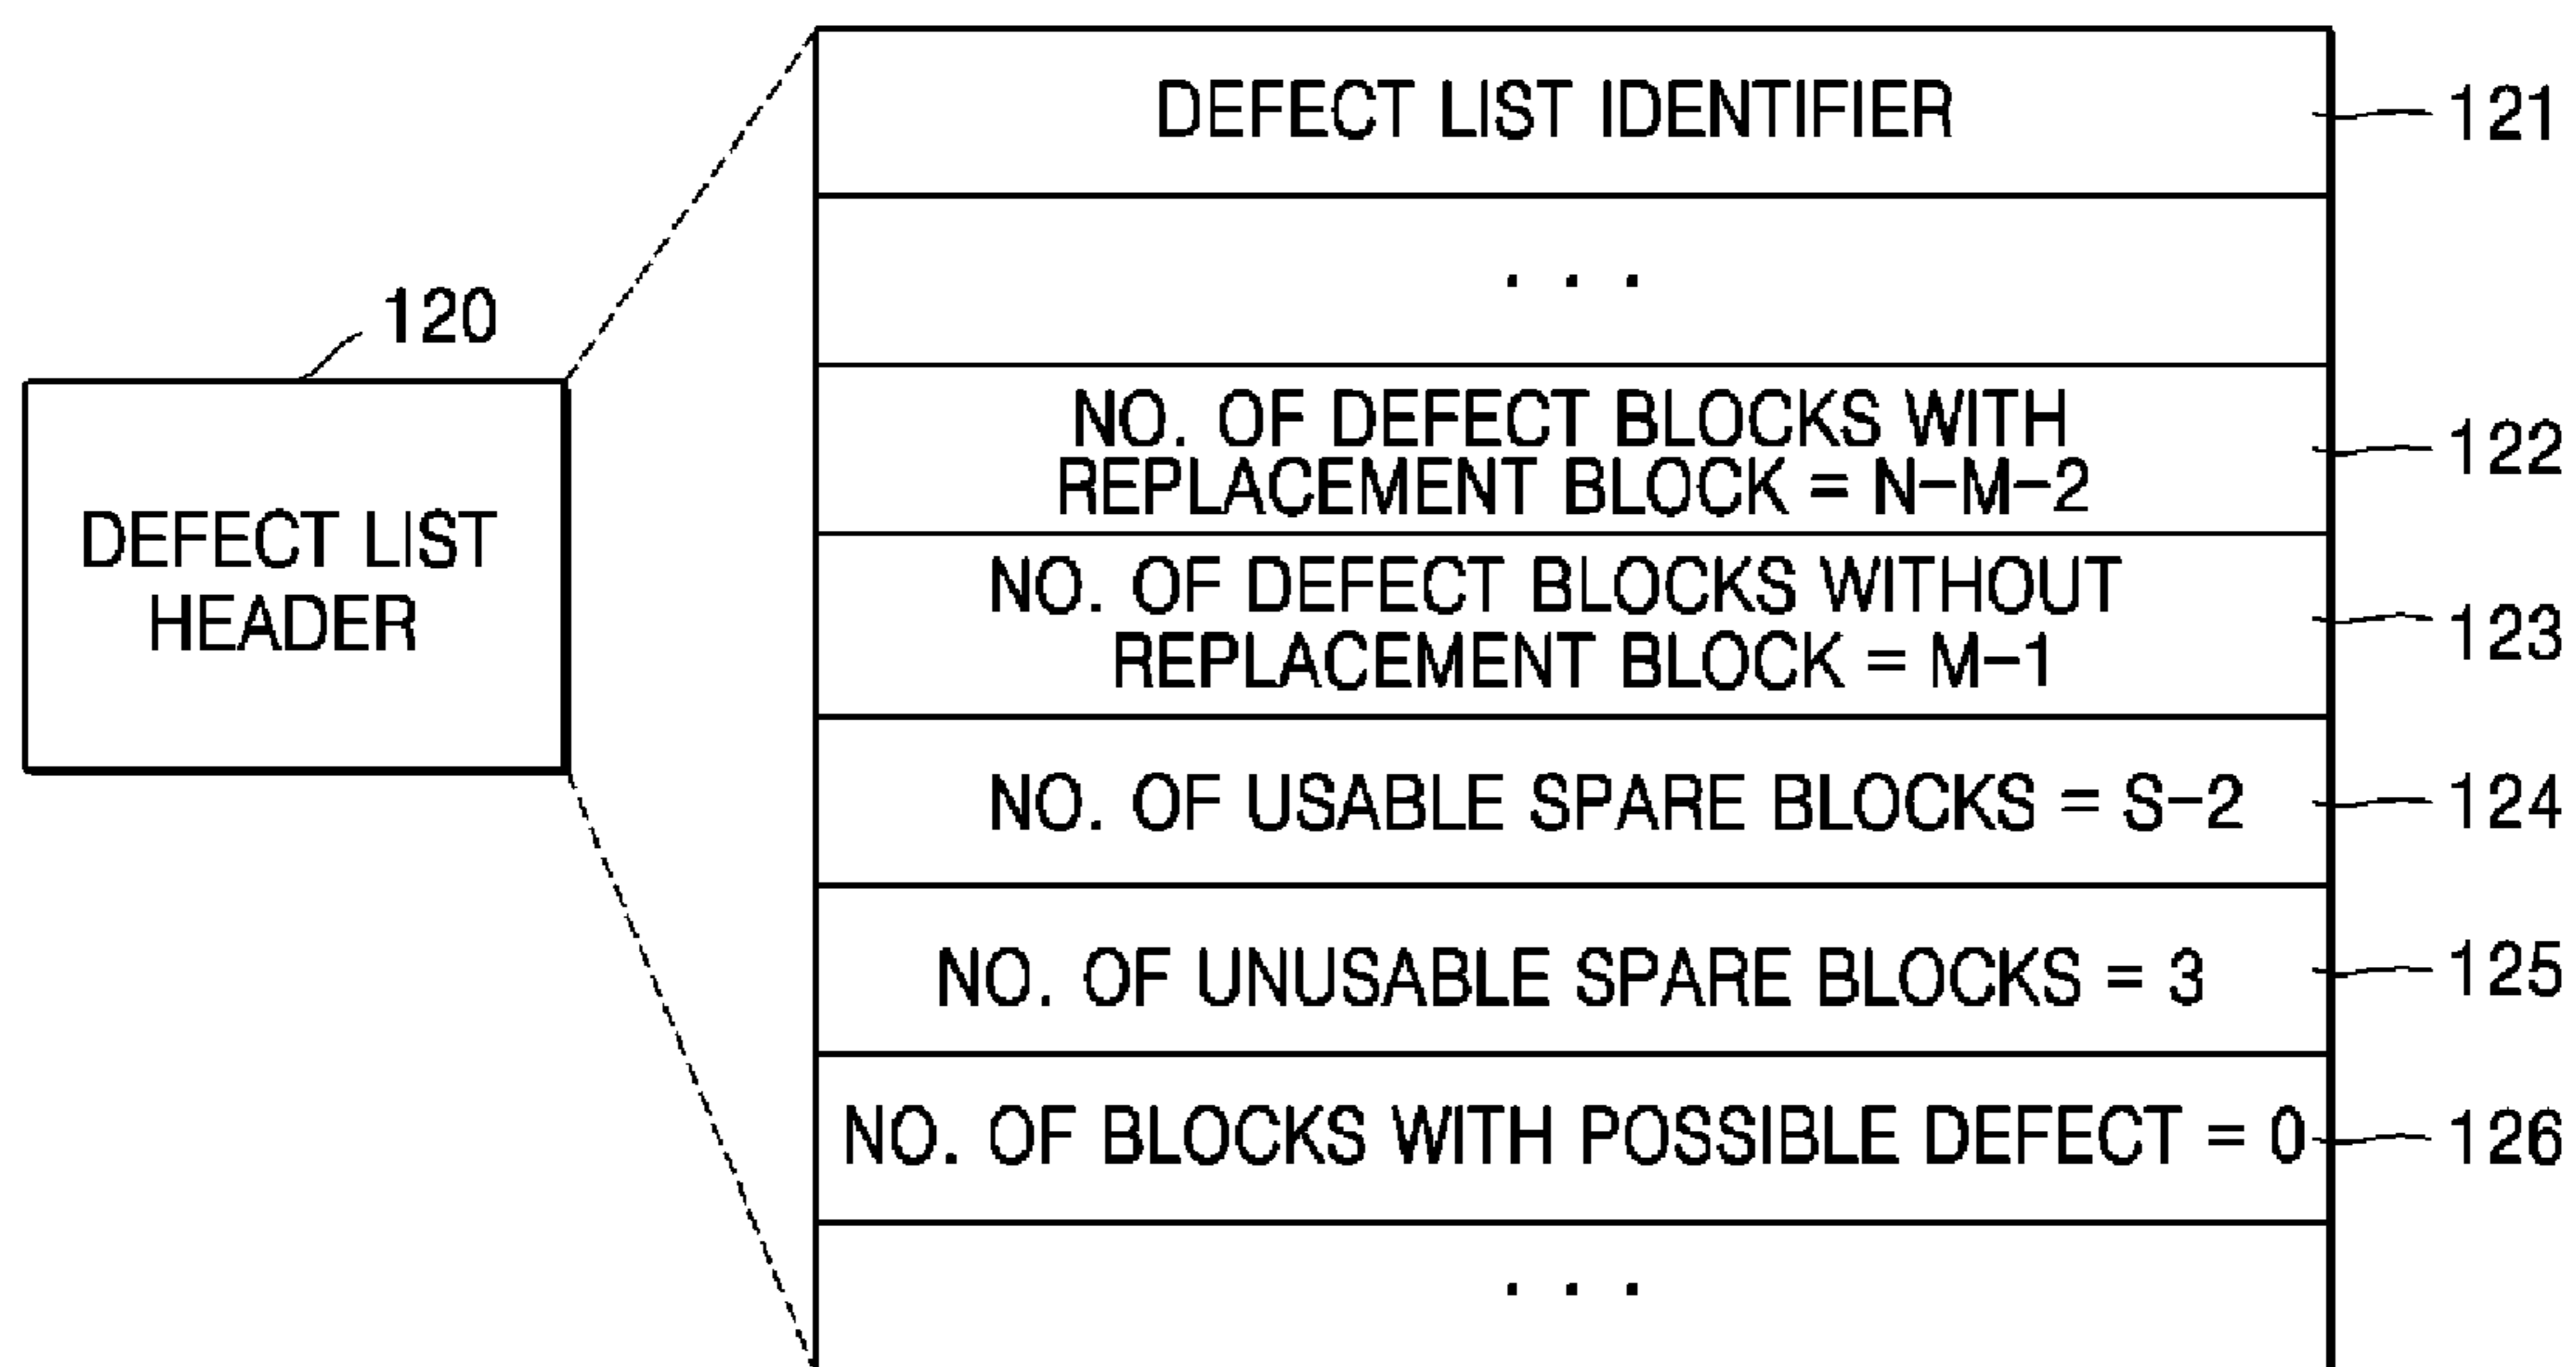 120
DEFECT LIST
HEADER
DEFECT LIST IDENTIFIER
121
. . .
NO. OF DEFECT BLOCKS WITH
REPLACEMENT BLOCK = N-M-2
122
NO. OF DEFECT BLOCKS WITHOUT
REPLACEMENT BLOCK = M-1
123
NO. OF USABLE SPARE BLOCKS = S-2
124
NO. OF UNUSABLE SPARE BLOCKS = 3
125
NO. OF BLOCKS WITH POSSIBLE DEFECT = 0
126
. . .